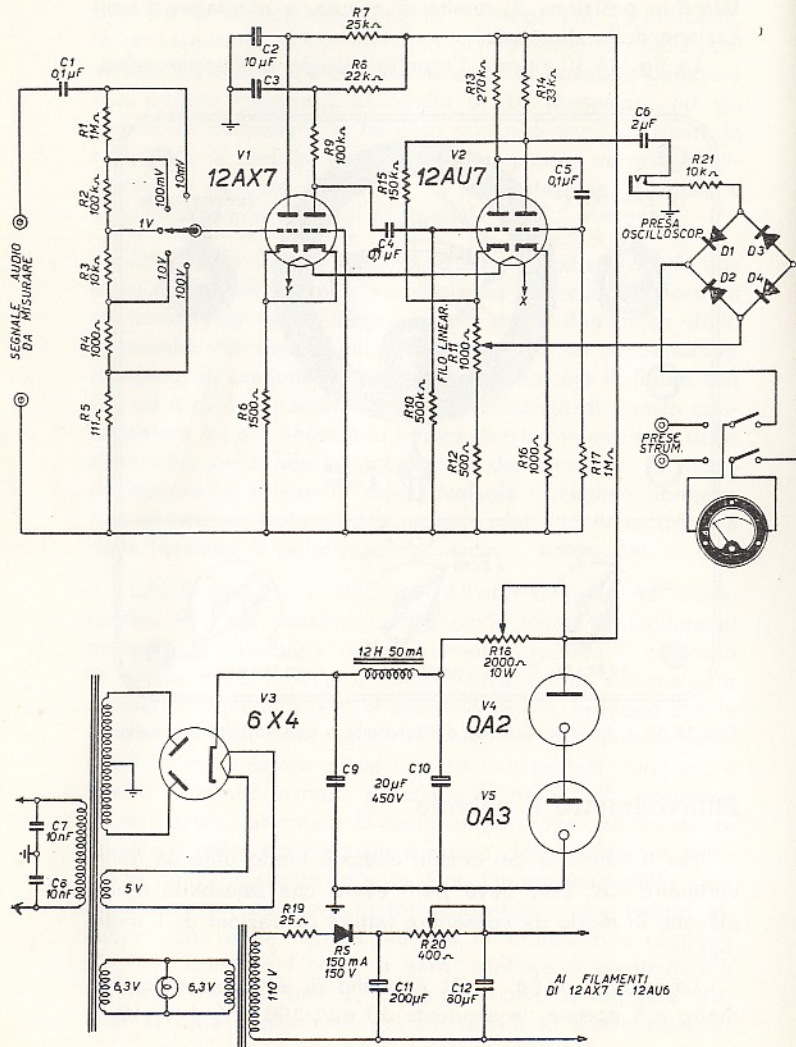 R7
25kΩ
C1
0,1µF
C2
10µF
C3
R6
22kΩ
R13
270kΩ
R14
33kΩ
R1
1MΩ
100mV
10mV
R9
100kΩ
V1
12AX7
R15
150kΩ
V2
12AU7
C6
2µF
C5
0,1µF
R21
10kΩ
PRESA
OSCILLOSCOP.
R2
100kΩ
1V
C4
0,1µF
D1
D3
D2
D4
R3
10kΩ
10V
100V
Y
X
SEGNALE AUDIO
DA MISURARE
R4
1000Ω
FILO LINEAR.
R11
1000Ω
R5
111Ω
R6
1500Ω
R10
500kΩ
R12
500Ω
R16
1000Ω
R17
1MΩ
PRESE
STRUM.
12H 50mA
R18
2000Ω
10W
V3
6X4
V4
OA2
C9
20µF
450V
C10
V5
OA3
C7
10nF
C8
10nF
5V
R19
25Ω
RS
150mA
150V
R20
400Ω
6,3V
6,3V
110V
C11
200µF
C12
60µF
AI FILAMENTI
DI 12AX7 E 12AU6